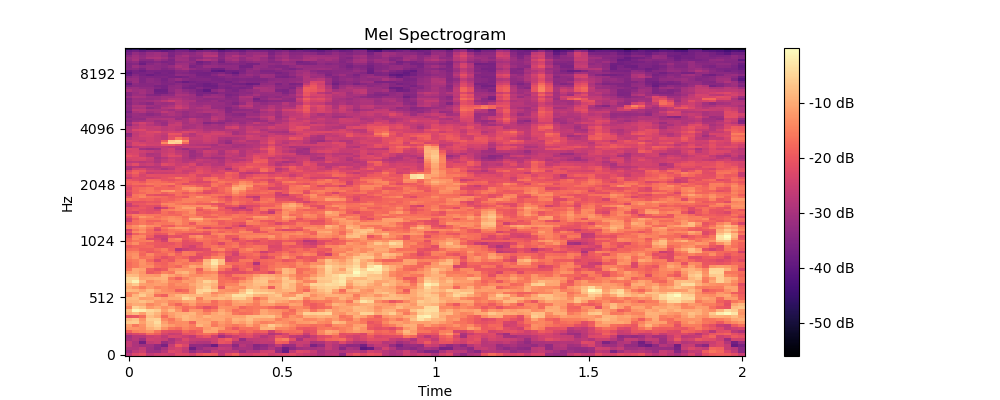 Mel Spectrogram
Hz
8192
4096
2048
1024
512
0
0 0.5 1 1.5 2
Time
-10 dB
-20 dB
-30 dB
-40 dB
-50 dB